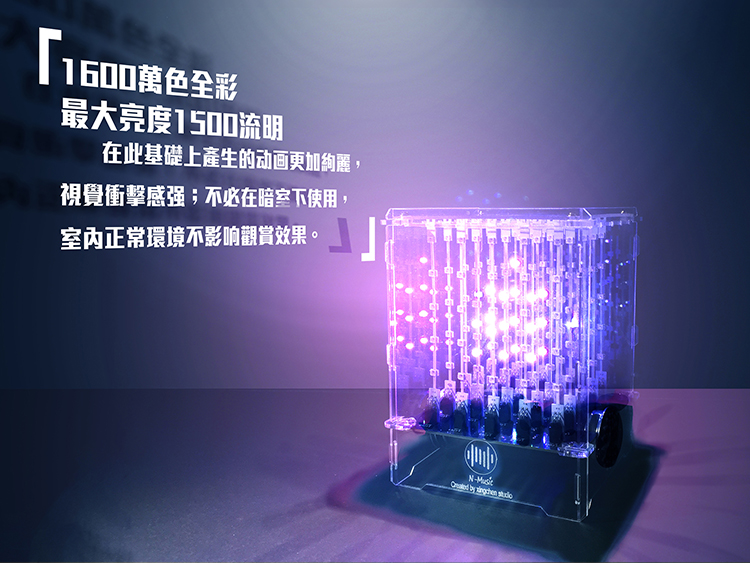 「1600萬色全彩
最大亮度1500流明
在此基礎上產生的动画更加絢麗，
視覺衝擊感强；不必在暗室下使用，
室內正常環境不影响觀賞效果。」
N-Music
Created by xingchen studio